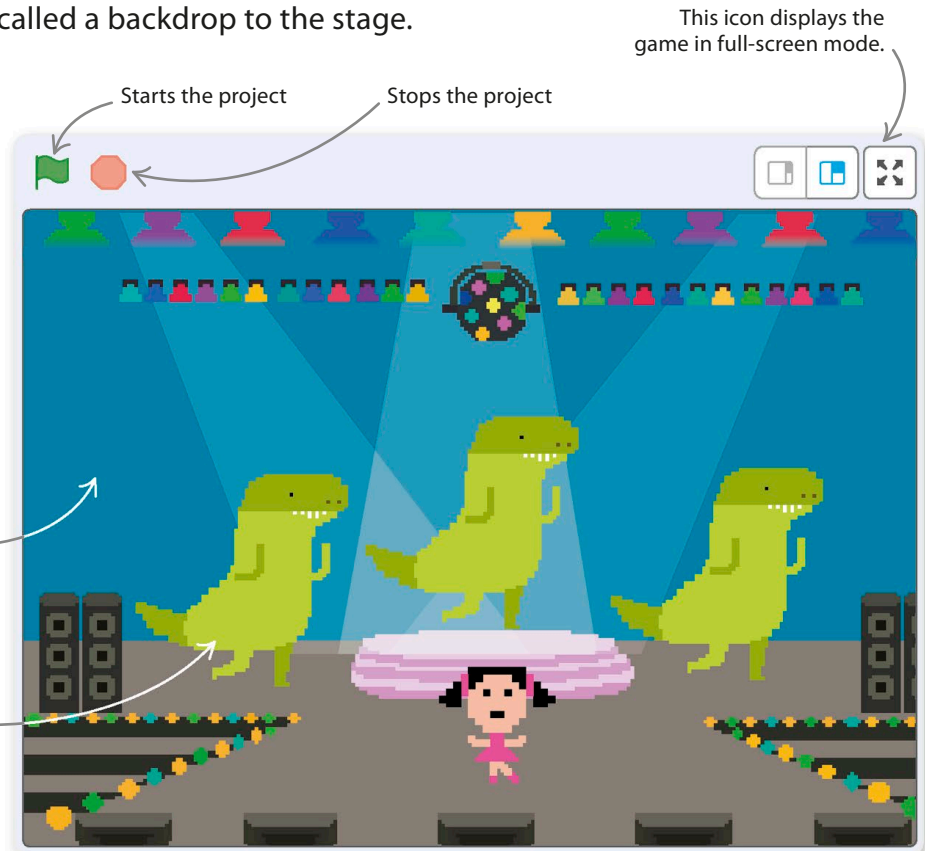 called a backdrop to the stage.
This icon displays the
game in full-screen mode.
Starts the project
Stops the project